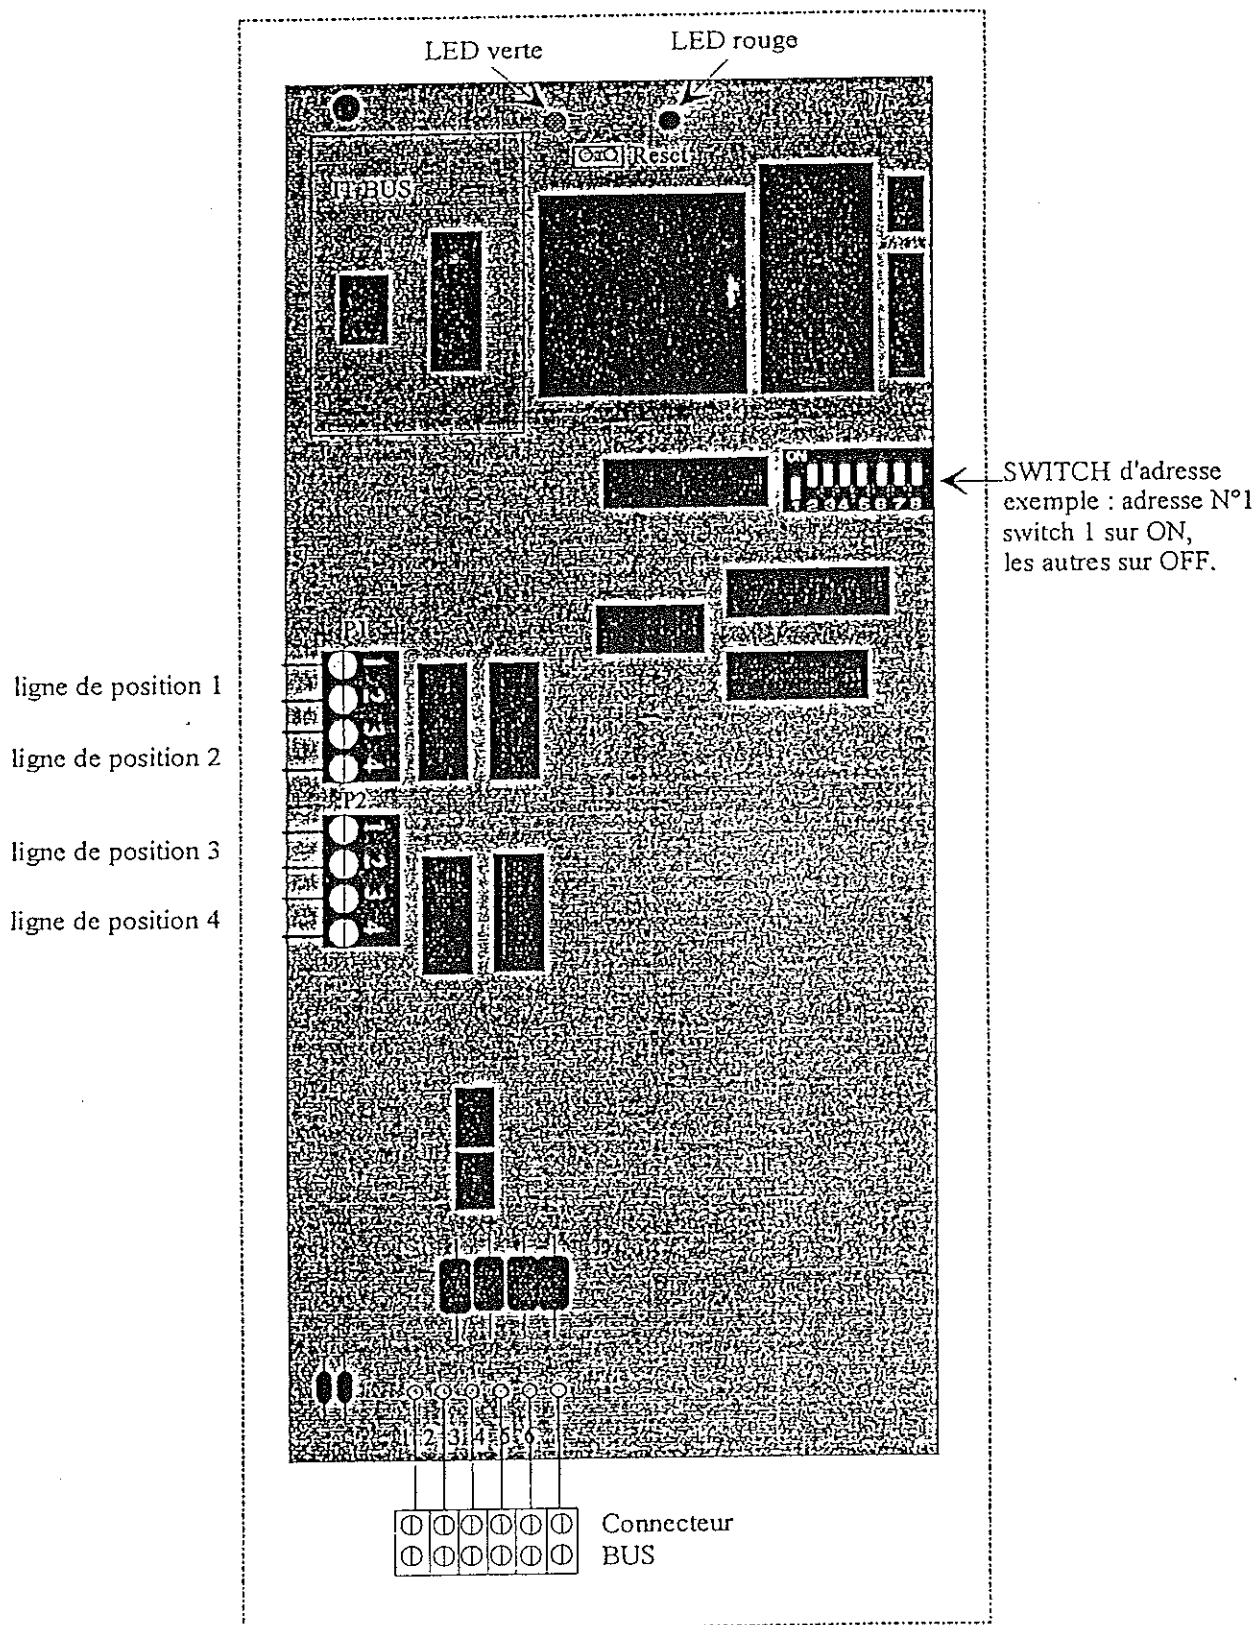 LED verte
LED rouge
Reset
IT BUS
ON
1 2 3 4 5 6 7 8
SWITCH d'adresse
exemple : adresse N°1
switch 1 sur ON,
les autres sur OFF.
P1
1
2
3
4
ligne de position 1
ligne de position 2
P2
1
2
3
4
ligne de position 3
ligne de position 4
1 2 3 4 5 6
Connecteur
BUS